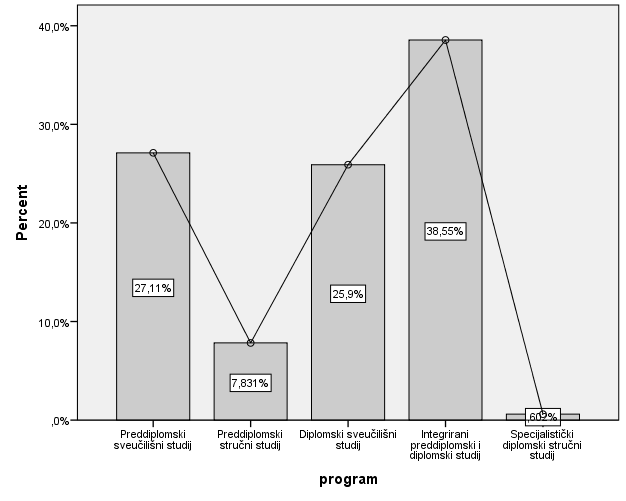 40,0%
30,0%
20,0%
10,0%
,0%
Percent
27,11%
7,831%
25,9%
38,55%
,602%
Preddiplomski
sveučilišni studij
Preddiplomski
stručni studij
Diplomski sveučilišni
studij
Integrirani
preddiplomski i
diplomski studij
Specijalistički
diplomski stručni
studij
program